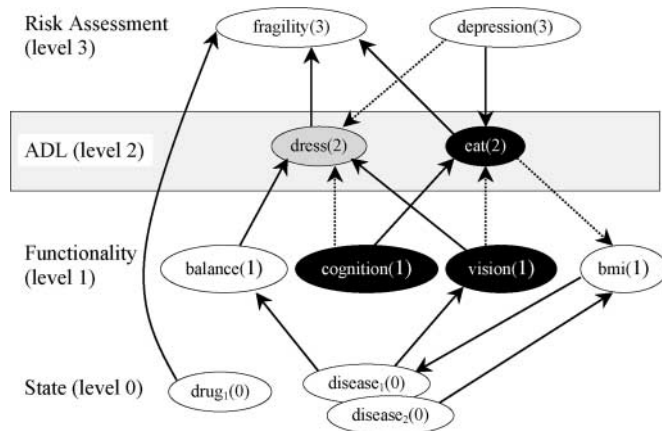 Risk Assessment
(level 3)
fragility(3)
depression(3)
ADL (level 2)
dress(2)
eat(2)
Functionality
(level 1)
balance(1)
cognition(1)
vision(1)
bmi(1)
State (level 0)
drug₁(0)
disease₁(0)
disease₂(0)